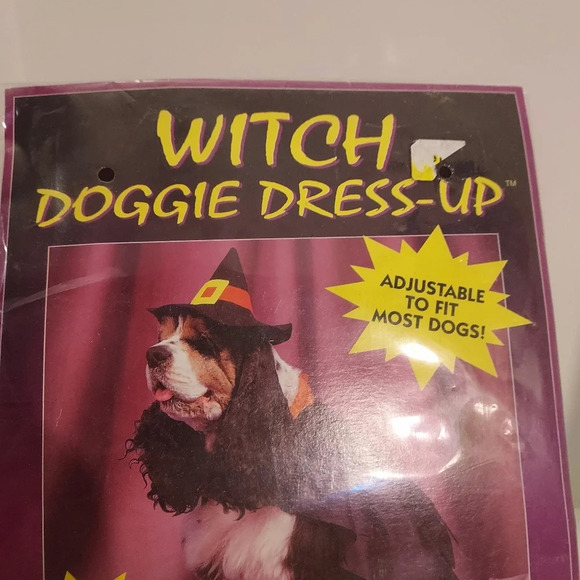 WITCH
DOGGIE DRESS-UP™
ADJUSTABLE
TO FIT
MOST DOGS!